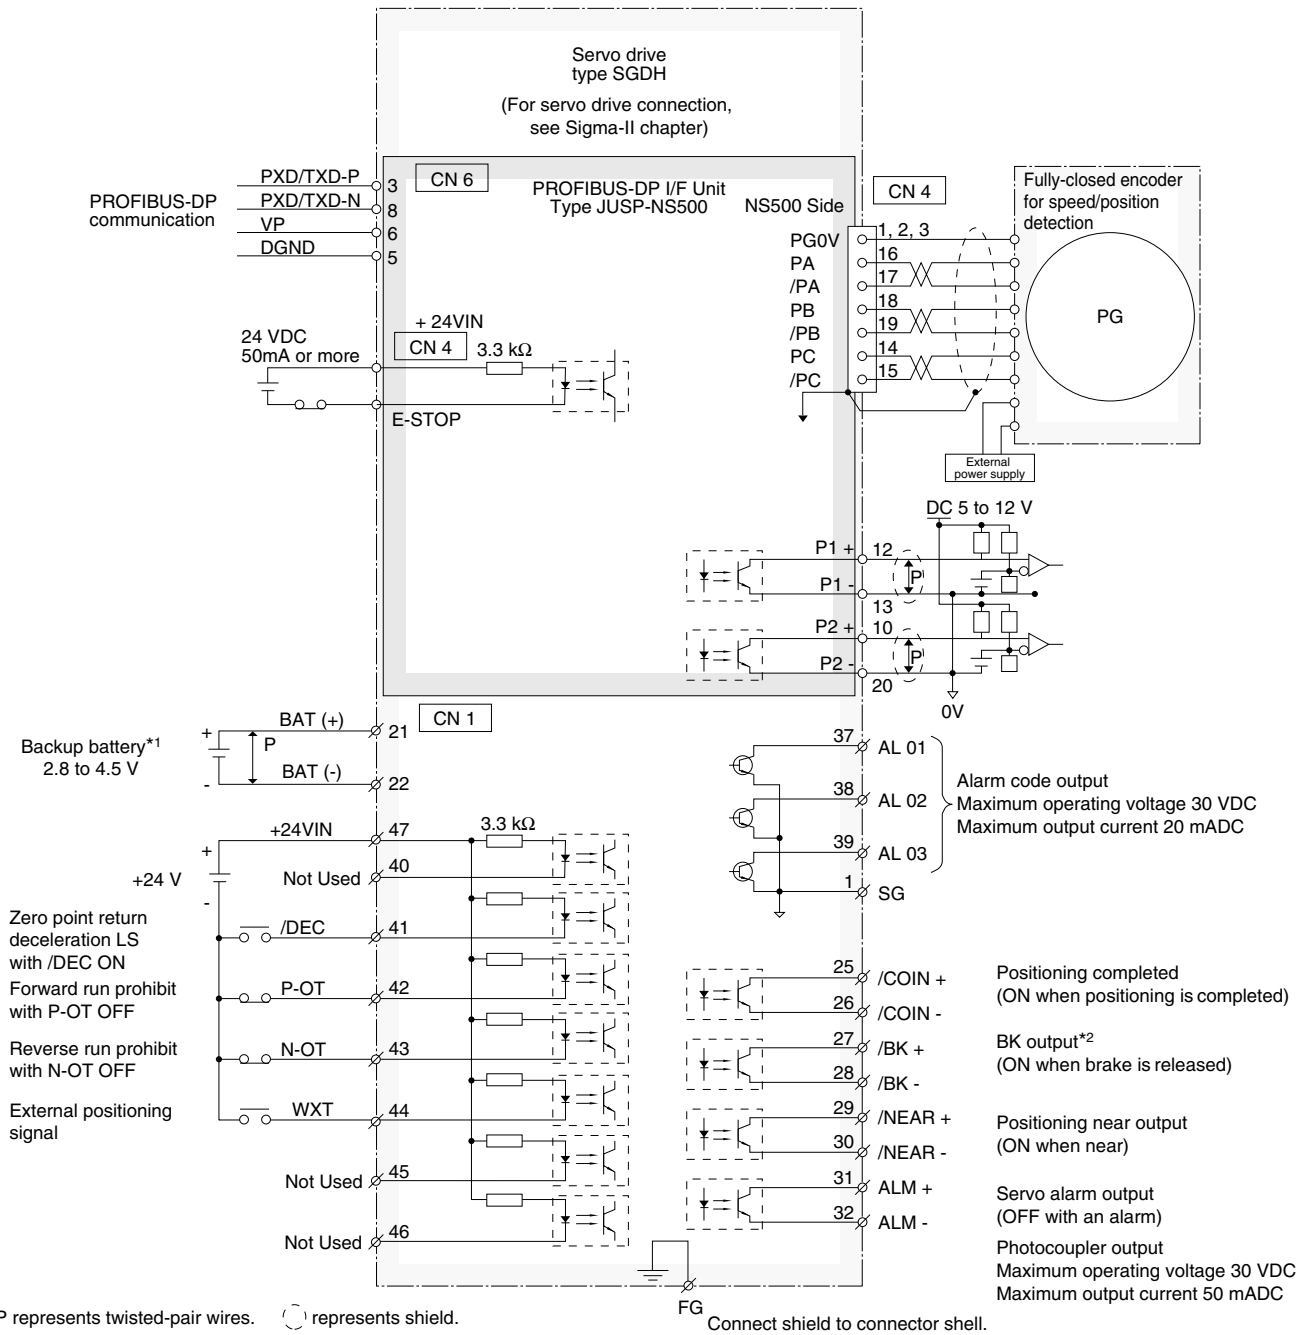 Servo drive
type SGDH
(For servo drive connection,
see Sigma-II chapter)
PROFIBUS-DP
communication
PXD/TXD-P
3
PXD/TXD-N
8
VP
6
DGND
5
CN 6
PROFIBUS-DP I/F Unit
Type JUSP-NS500
NS500 Side
CN 4
PG0V
1, 2, 3
PA
16
/PA
17
PB
18
/PB
19
PC
14
/PC
15
Fully-closed encoder
for speed/position
detection
PG
External
power supply
24 VDC
50mA or more
+ 24VIN
CN 4
3.3 kΩ
E-STOP
DC 5 to 12 V
P1 +
12
P
P1 -
13
P2 +
10
P
P2 -
20
0V
CN 1
Backup battery*1
2.8 to 4.5 V
+
-
BAT (+)
21
P
BAT (-)
22
+24 V
+
-
+24VIN
47
3.3 kΩ
Not Used
40
Zero point return
deceleration LS
with /DEC ON
/DEC
41
Forward run prohibit
with P-OT OFF
P-OT
42
Reverse run prohibit
with N-OT OFF
N-OT
43
External positioning
signal
WXT
44
Not Used
45
Not Used
46
37
AL 01
38
AL 02
39
AL 03
1
SG
Alarm code output
Maximum operating voltage 30 VDC
Maximum output current 20 mADC
25
/COIN +
26
/COIN -
Positioning completed
(ON when positioning is completed)
27
/BK +
28
/BK -
BK output*2
(ON when brake is released)
29
/NEAR +
30
/NEAR -
Positioning near output
(ON when near)
31
ALM +
32
ALM -
Servo alarm output
(OFF with an alarm)
Photocoupler output
Maximum operating voltage 30 VDC
Maximum output current 50 mADC
FG
Connect shield to connector shell.
P represents twisted-pair wires.
represents shield.